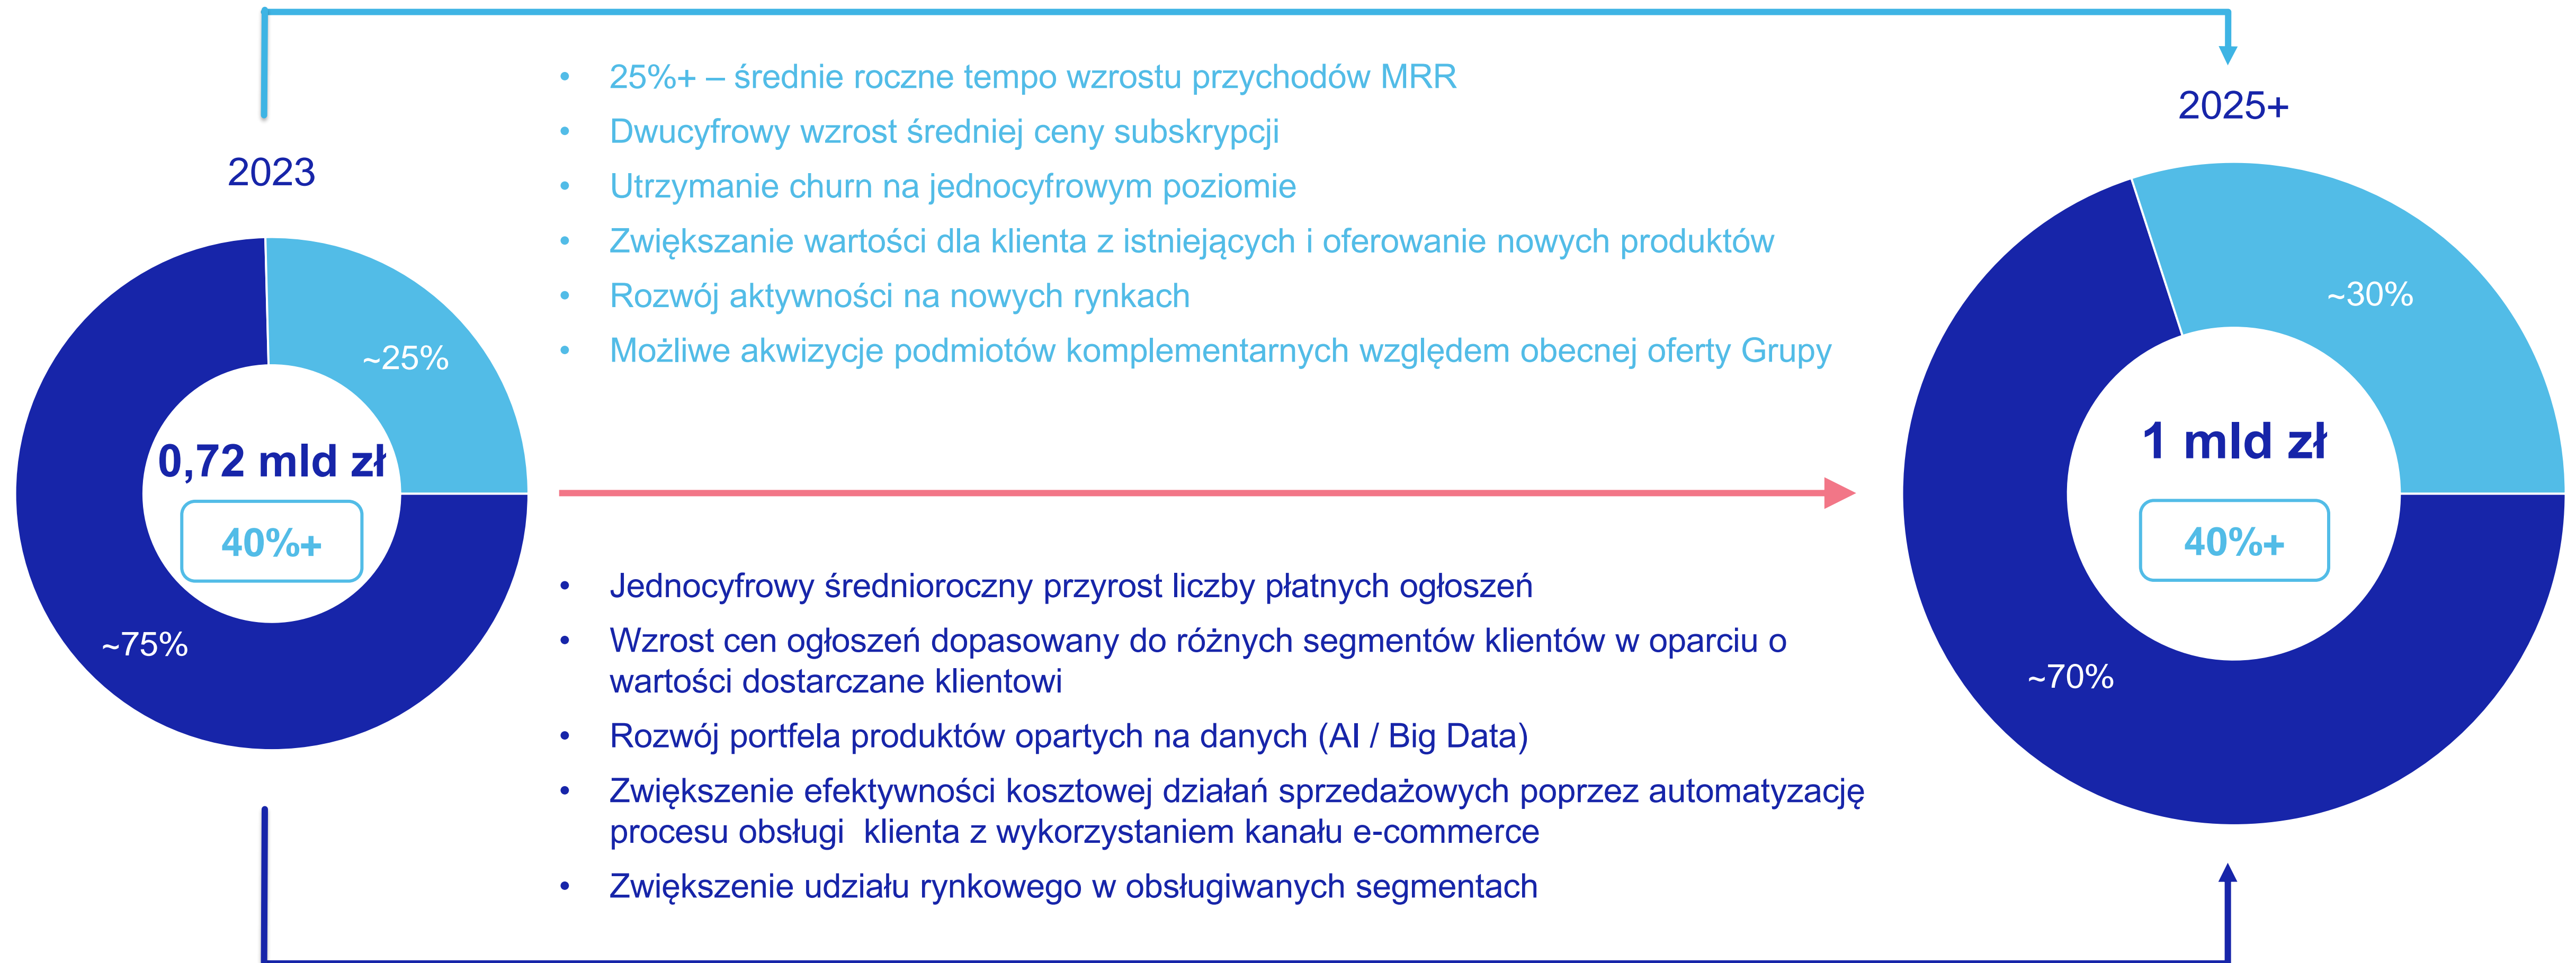 2023
~25%
0,72 mld zł
40%+
~75%
• 25%+ – średnie roczne tempo wzrostu przychodów MRR
• Dwucyfrowy wzrost średniej ceny subskrypcji
• Utrzymanie churn na jednocyfrowym poziomie
• Zwiększanie wartości dla klienta z istniejących i oferowanie nowych produktów
• Rozwój aktywności na nowych rynkach
• Możliwe akwizycje podmiotów komplementarnych względem obecnej oferty Grupy
• Jednocyfrowy średnioroczny przyrost liczby płatnych ogłoszeń
• Wzrost cen ogłoszeń dopasowany do różnych segmentów klientów w oparciu o
wartości dostarczane klientowi
• Rozwój portfela produktów opartych na danych (AI / Big Data)
• Zwiększenie efektywności kosztowej działań sprzedażowych poprzez automatyzację
procesu obsługi  klienta z wykorzystaniem kanału e-commerce
• Zwiększenie udziału rynkowego w obsługiwanych segmentach
2025+
~30%
1 mld zł
40%+
~70%